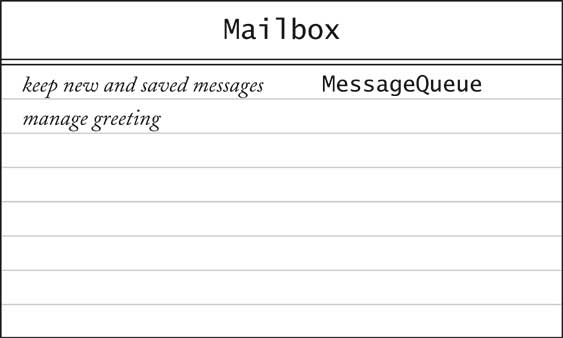 Mailbox
keep new and saved messages MessageQueue
manage greeting